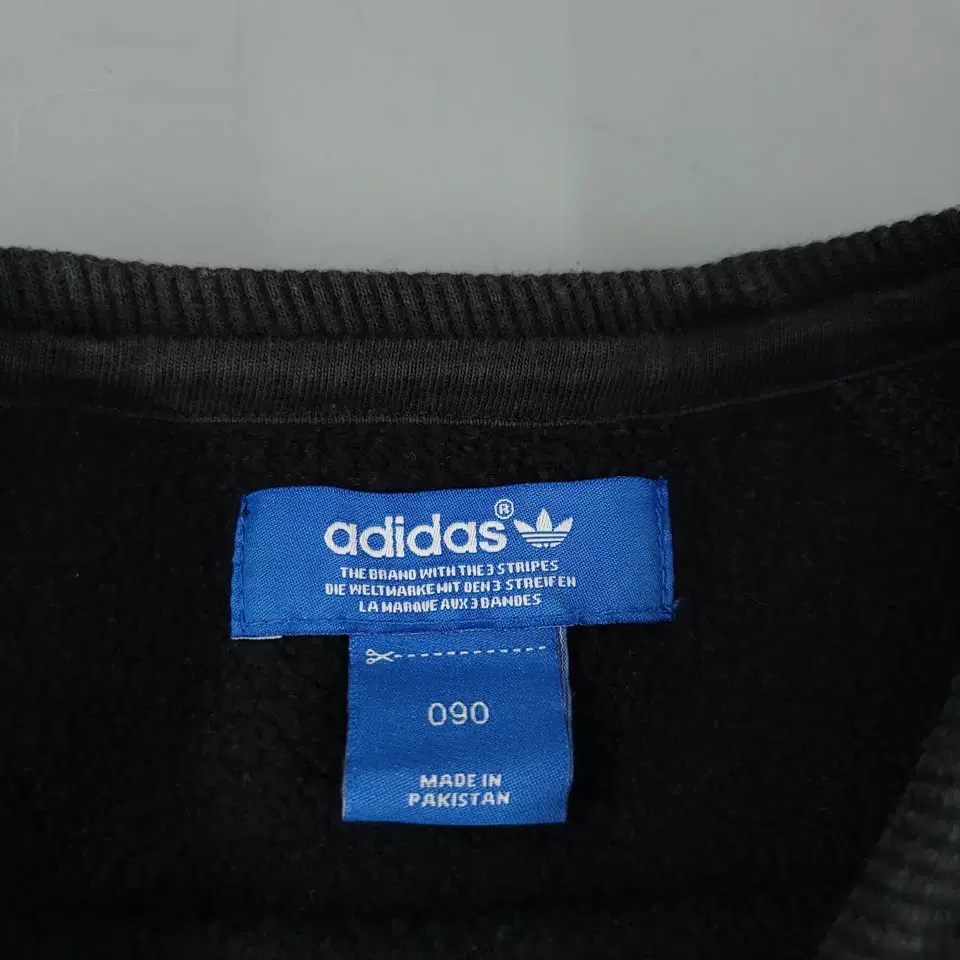 adidas®
THE BRAND WITH THE 3 STRIPES
DIE WELTMARKE MIT DEN 3 STREIFEN
LA MARQUE AUX 3 BANDES
090
MADE IN
PAKISTAN